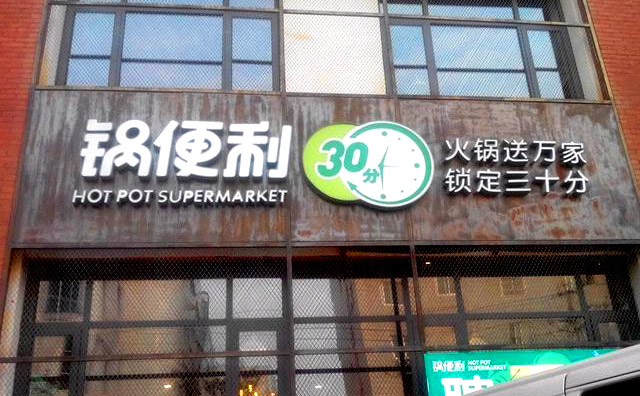 锅便利
HOT POT SUPERMARKET
30分
火锅送万家
锁定三十分
锅便利 HOT POT
SUPERMARKET